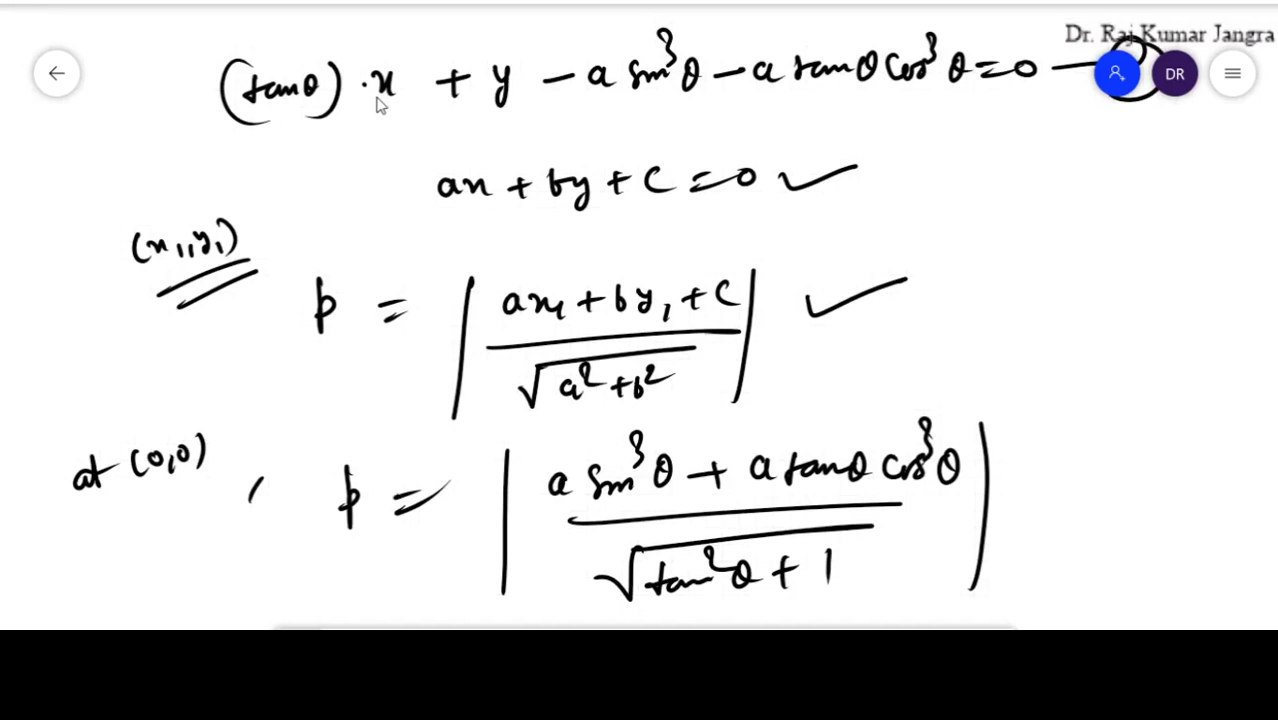 Dr. Raj Kumar Jangra
(tanθ) · x + y - a sin³θ - a tanθ cos³θ = 0 —
DR
ax + by + c = 0 ✓
(x₁, y₁)
p = | ax₁ + by₁ + c / √a² + b² | ✓
at (0,0), p = | a sin³θ + a tanθ cos³θ / √tan²θ + 1 |